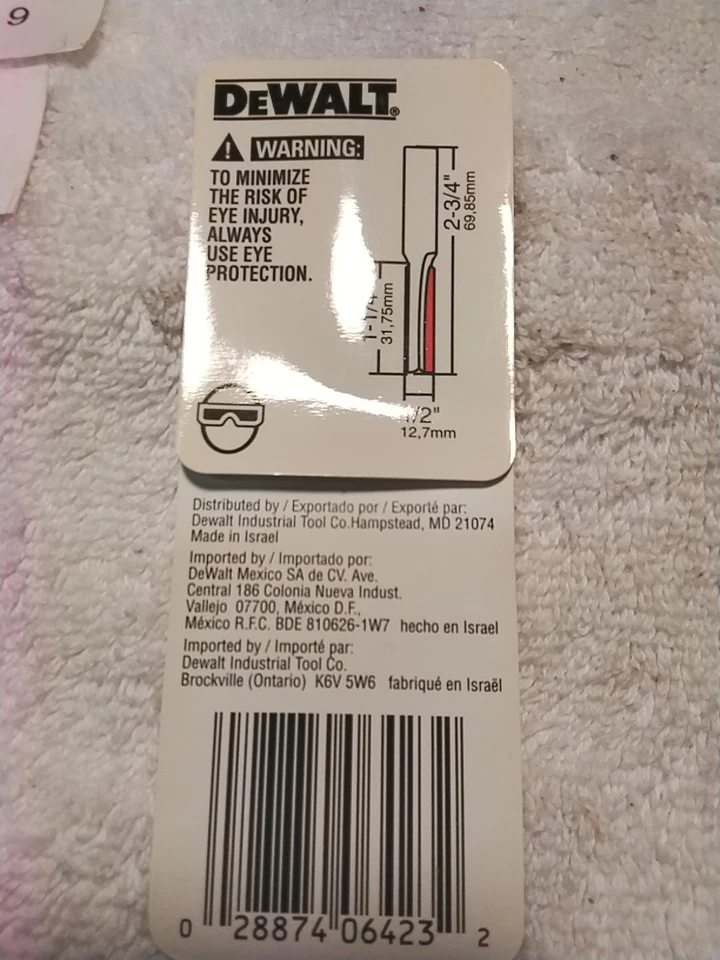 9
DEWALT®
WARNING:
TO MINIMIZE
THE RISK OF
EYE INJURY,
ALWAYS
USE EYE
PROTECTION.
2-3/4"
69,85mm
1-1/4"
31,75mm
1/2"
12,7mm
Distributed by / Exportado por / Exporté par:
Dewalt Industrial Tool Co.Hampstead, MD 21074
Made in Israel
Imported by / Importado por:
DeWalt Mexico SA de CV. Ave.
Central 186 Colonia Nueva Indust.
Vallejo 07700, México D.F.,
México R.F.C. BDE 810626-1W7 hecho en Israel
Imported by / Importé par:
Dewalt Industrial Tool Co.
Brockville (Ontario) K6V 5W6 fabriqué en Israël
0 28874 06423 2